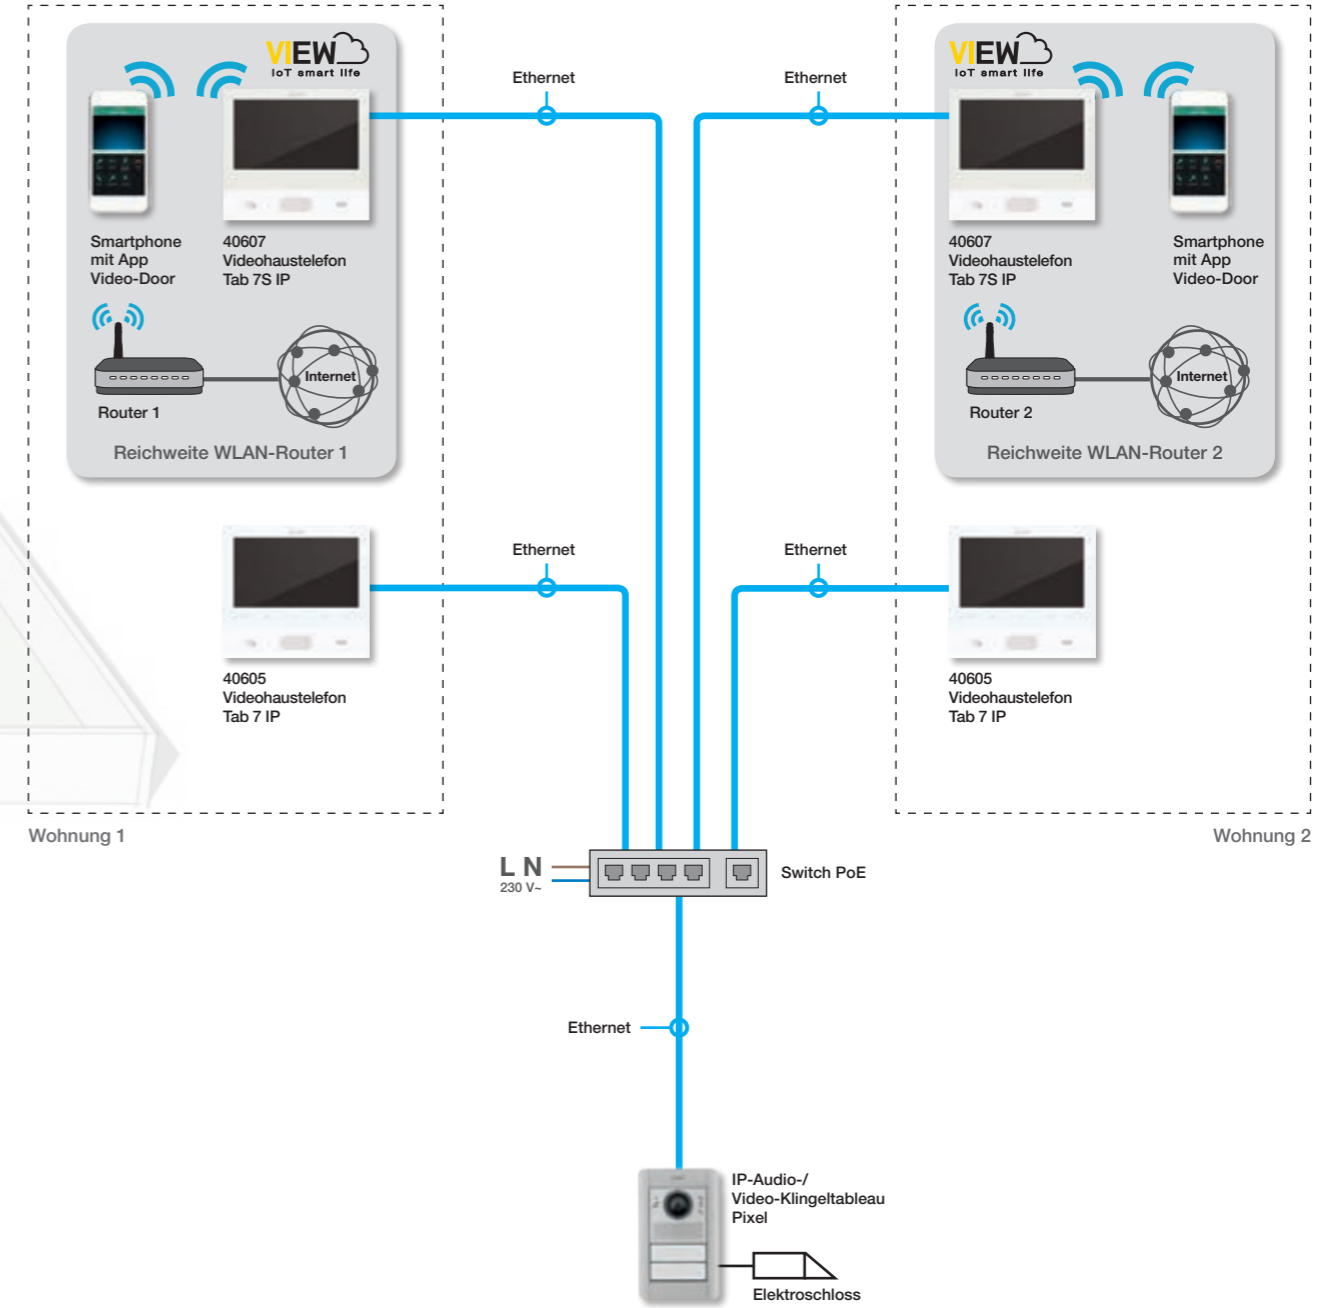 VIEW
IoT smart life
Smartphone
mit App
Video-Door
40607
Videohaustelefon
Tab 7S IP
Router 1
Internet
Reichweite WLAN-Router 1
40605
Videohaustelefon
Tab 7 IP
Wohnung 1
Ethernet
Ethernet
Ethernet
Ethernet
VIEW
IoT smart life
40607
Videohaustelefon
Tab 7S IP
Smartphone
mit App
Video-Door
Router 2
Internet
Reichweite WLAN-Router 2
40605
Videohaustelefon
Tab 7 IP
Wohnung 2
L N
230 V~
Switch PoE
Ethernet
IP-Audio-/
Video-Klingeltableau
Pixel
Elektroschloss